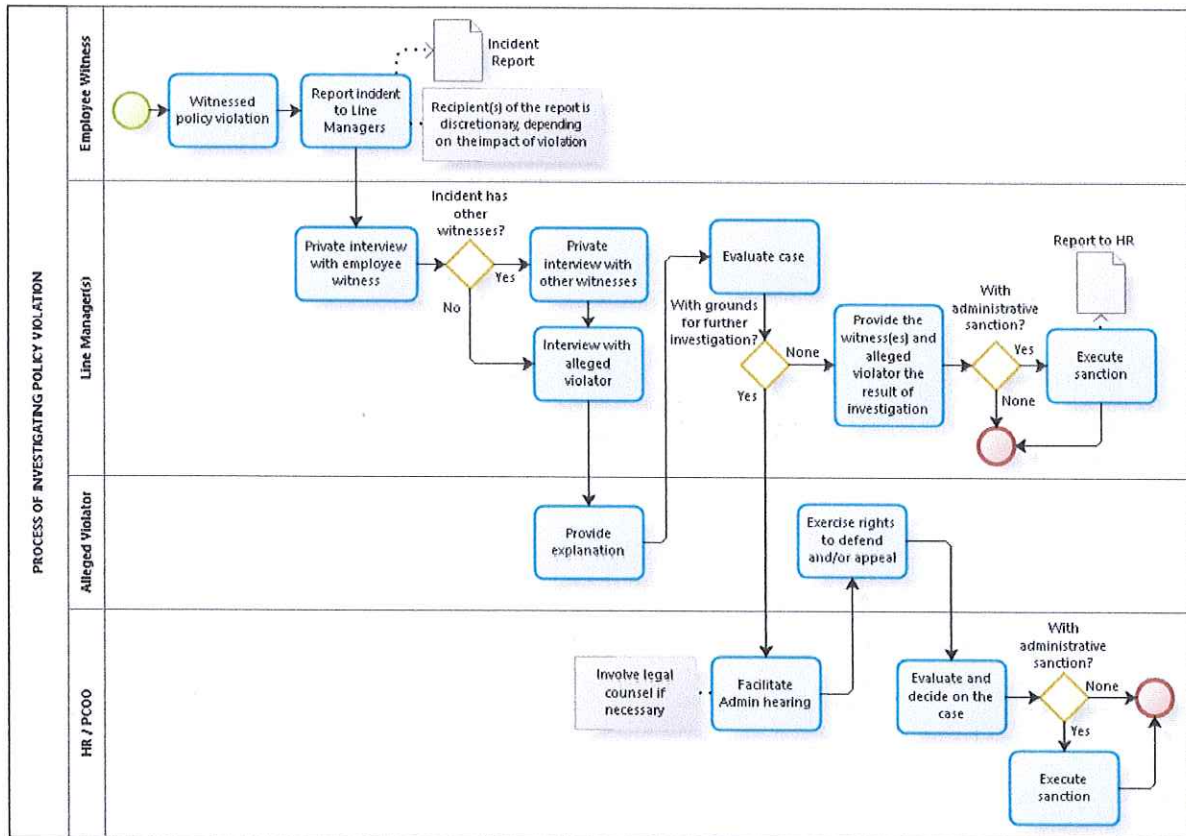 PROCESS OF INVESTIGATING POLICY VIOLATION
Employee Witness
Witnessed
policy violation
Report incident
to Line
Managers
Incident
Report
Recipient(s) of the report is
discretionary, depending
on the impact of violation
Line Manager(s)
Private interview
with employee
witness
Incident has
other
witnesses?
Yes
No
Private
interview with
other witnesses
Interview with
alleged
violator
Evaluate case
With grounds
for further
investigation?
None
Yes
Provide the
witness(es) and
alleged
violator the
result of
investigation
With
administrative
sanction?
Yes
None
Report to HR
Execute
sanction
Alleged Violator
Provide
explanation
Exercise rights
to defend
and/or appeal
HR / PCOO
Involve legal
counsel if
necessary
Facilitate
Admin hearing
Evaluate and
decide on the
case
With
administrative
sanction?
None
Yes
Execute
sanction